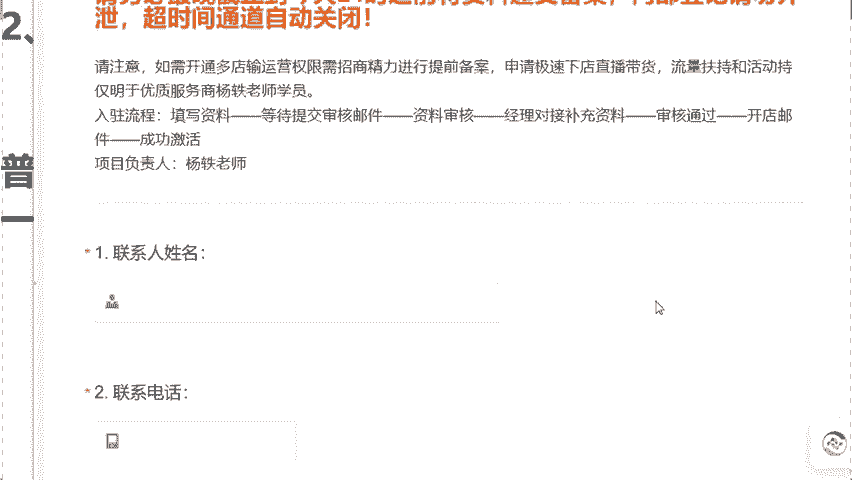 2、
泄，超时间通道自动关闭！
请注意，如需开通多店输运营权限需招商精力进行提前备案，申请极速下店直播带货，流量扶持和活动持
仅明于优质服务商杨轶老师学员。
入驻流程：填写资料——等待提交审核邮件——资料审核——经理对接补充资料——审核通过——开店邮
件——成功激活
项目负责人：杨轶老师
普
一
* 1. 联系人姓名：
* 2. 联系电话：